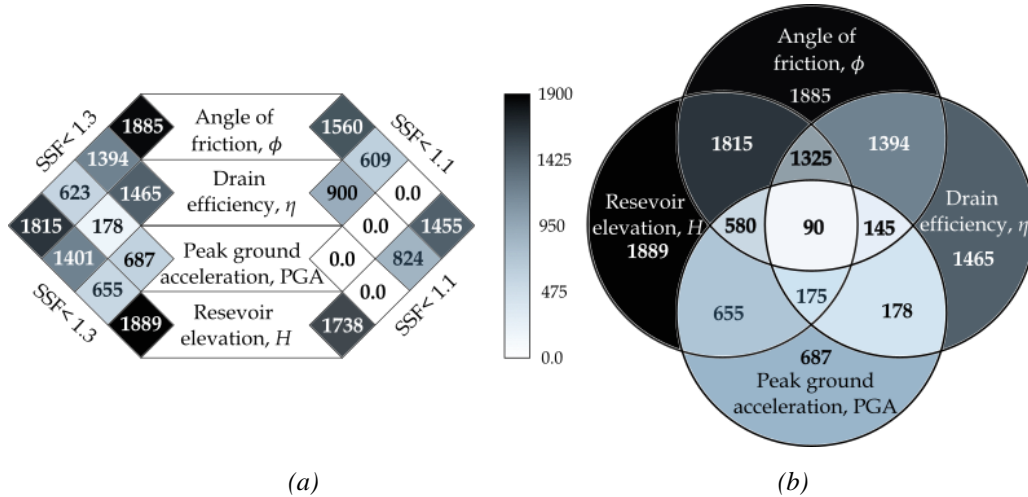 SSF< 1.3
1885
1394
623
1465
1815
178
1401
687
655
1889
SSF< 1.3
Angle of
friction, ϕ
Drain
efficiency, η
Peak ground
acceleration, PGA
Resevoir
elevation, H
1560
609
SSF< 1.1
900
0.0
0.0
1455
0.0
824
0.0
1738
SSF< 1.1
1900
1425
950
475
0.0
Angle of
friction, ϕ
1885
1815
1325
1394
Resevoir
elevation, H
1889
580
90
145
Drain
efficiency, η
1465
655
175
178
687
Peak ground
acceleration, PGA
(a)
(b)